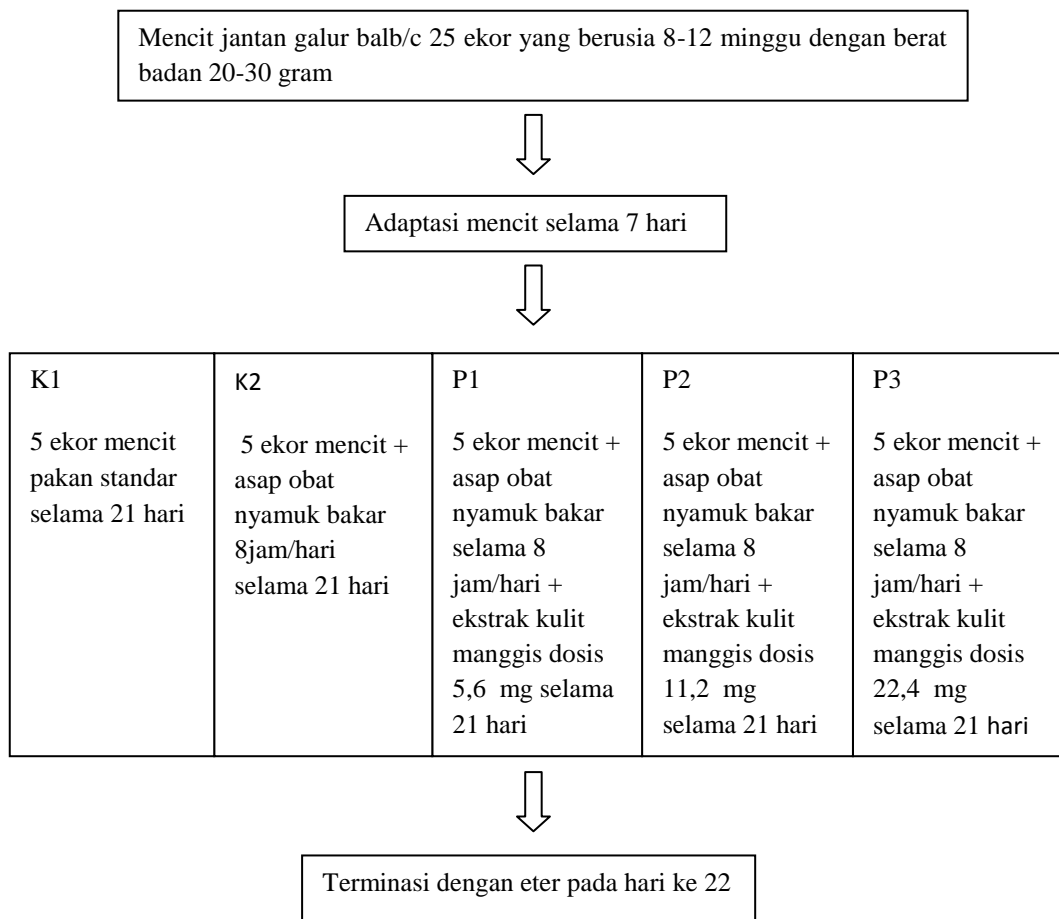 Mencit jantan galur balb/c 25 ekor yang berusia 8-12 minggu dengan berat
badan 20-30 gram
Adaptasi mencit selama 7 hari
K1
5 ekor mencit
pakan standar
selama 21 hari
K2
5 ekor mencit +
asap obat
nyamuk bakar
8jam/hari
selama 21 hari
P1
5 ekor mencit +
asap obat
nyamuk bakar
selama 8
jam/hari +
ekstrak kulit
manggis dosis
5,6 mg selama
21 hari
P2
5 ekor mencit +
asap obat
nyamuk bakar
selama 8
jam/hari +
ekstrak kulit
manggis dosis
11,2 mg
selama 21 hari
P3
5 ekor mencit +
asap obat
nyamuk bakar
selama 8
jam/hari +
ekstrak kulit
manggis dosis
22,4 mg
selama 21 hari
Terminasi dengan eter pada hari ke 22